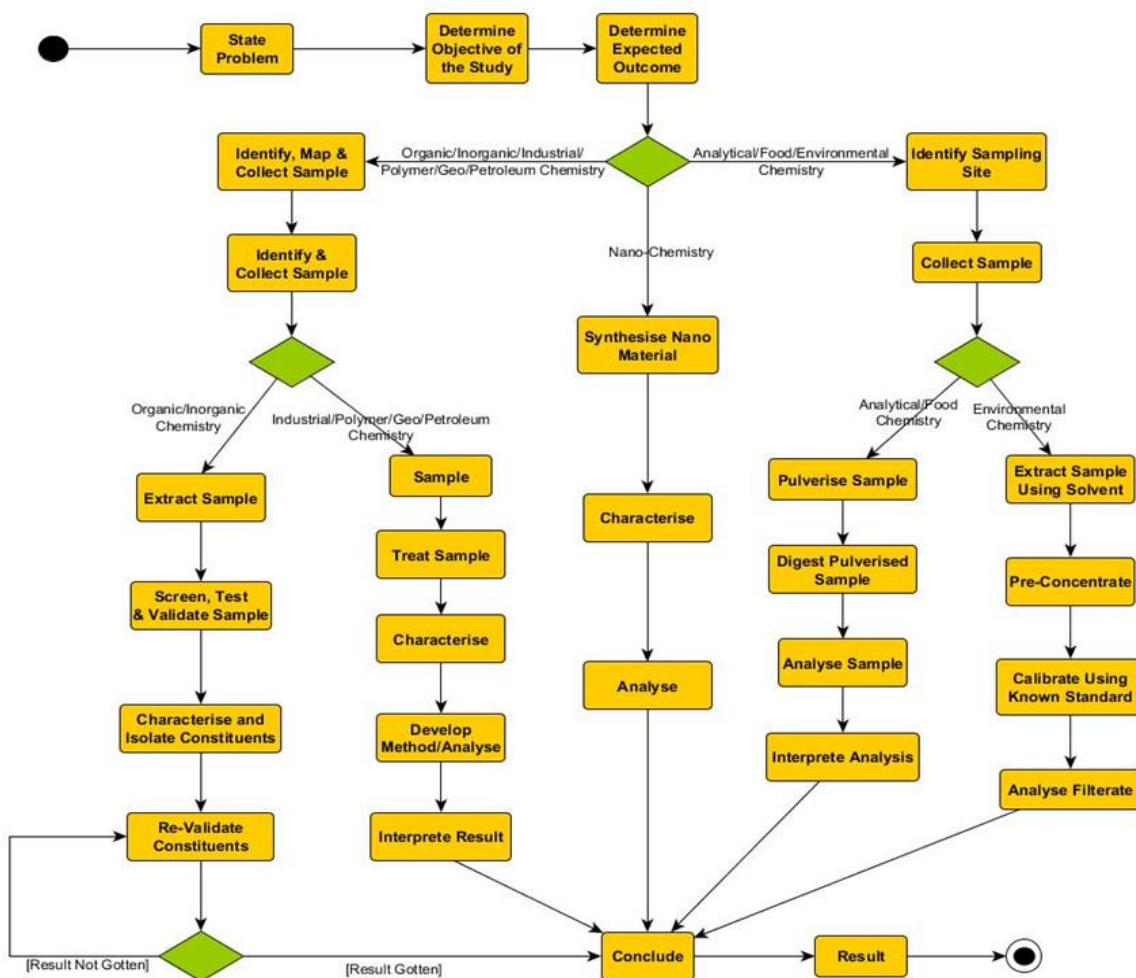 State
Problem
Determine
Objective of
the Study
Determine
Expected
Outcome
Identify, Map &
Collect Sample
Organic/Inorganic/Industrial/
Polymer/Geo/Petroleum Chemistry
Analytical/Food/Environmental
Chemistry
Identify Sampling
Site
Identify &
Collect Sample
Nano-Chemistry
Collect Sample
Synthesise Nano
Material
Organic/Inorganic
Chemistry
Industrial/Polymer/Geo/Petroleum
Chemistry
Analytical/Food
Chemistry
Environmental
Chemistry
Extract Sample
Sample
Characterise
Pulverise Sample
Extract Sample
Using Solvent
Screen, Test
& Validate Sample
Treat Sample
Digest Pulverised
Sample
Pre-Concentrate
Characterise
Analyse
Analyse Sample
Calibrate Using
Known Standard
Characterise and
Isolate Constituents
Develop
Method/Analyse
Interprete Analysis
Analyse Filterate
Re-Validate
Constituents
Interprete Result
[Result Not Gotten]
[Result Gotten]
Conclude
Result